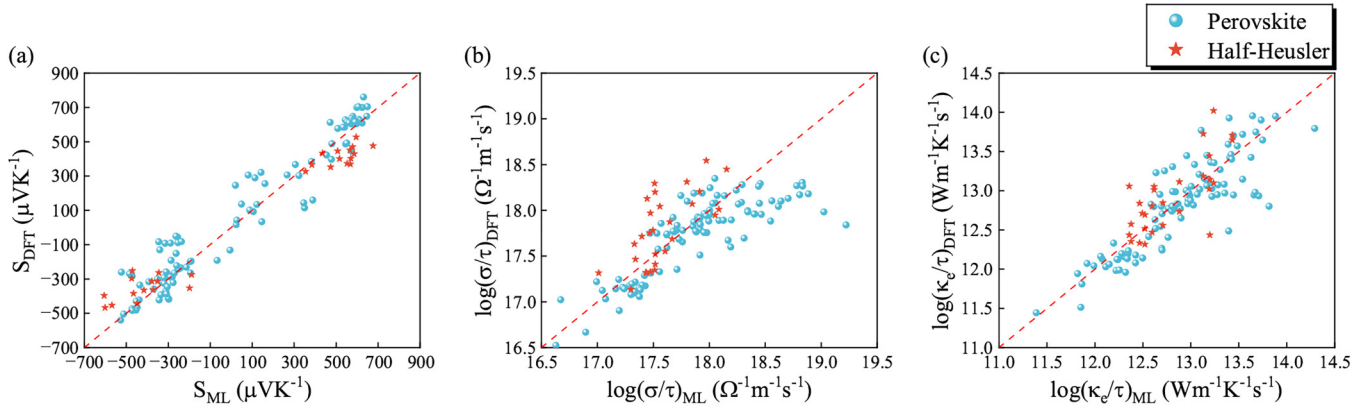 Perovskite
Half-Heusler
(a)
900
700
500
300
100
−100
−300
−500
−700
−700 −500 −300 −100 100 300 500 700 900
S_DFT (μVK⁻¹)
S_ML (μVK⁻¹)
(b)
19.5
19.0
18.5
18.0
17.5
17.0
16.5
16.5 17.0 17.5 18.0 18.5 19.0 19.5
log(σ/τ)_DFT (Ω⁻¹m⁻¹s⁻¹)
log(σ/τ)_ML (Ω⁻¹m⁻¹s⁻¹)
(c)
14.5
14.0
13.5
13.0
12.5
12.0
11.5
11.0
11.0 11.5 12.0 12.5 13.0 13.5 14.0 14.5
log(κ_e/τ)_DFT (Wm⁻¹K⁻¹s⁻¹)
log(κ_e/τ)_ML (Wm⁻¹K⁻¹s⁻¹)